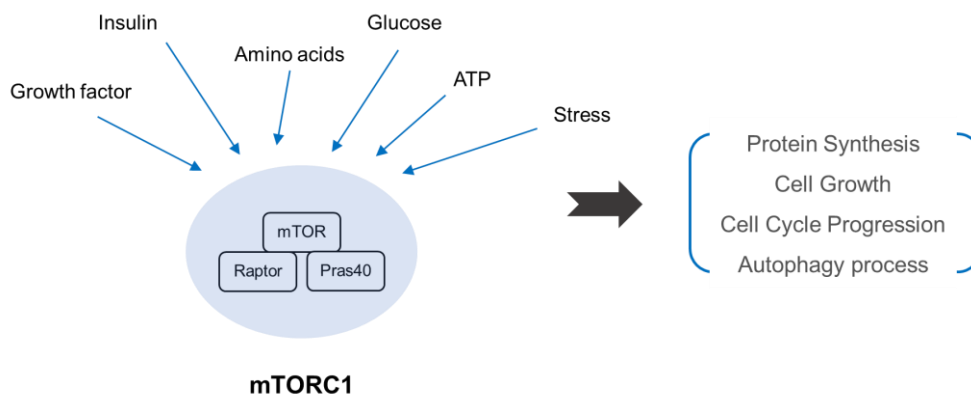 Insulin
Glucose
Amino acids
Growth factor
ATP
Stress
mTOR
Raptor
Pras40
mTORC1
Protein Synthesis
Cell Growth
Cell Cycle Progression
Autophagy process